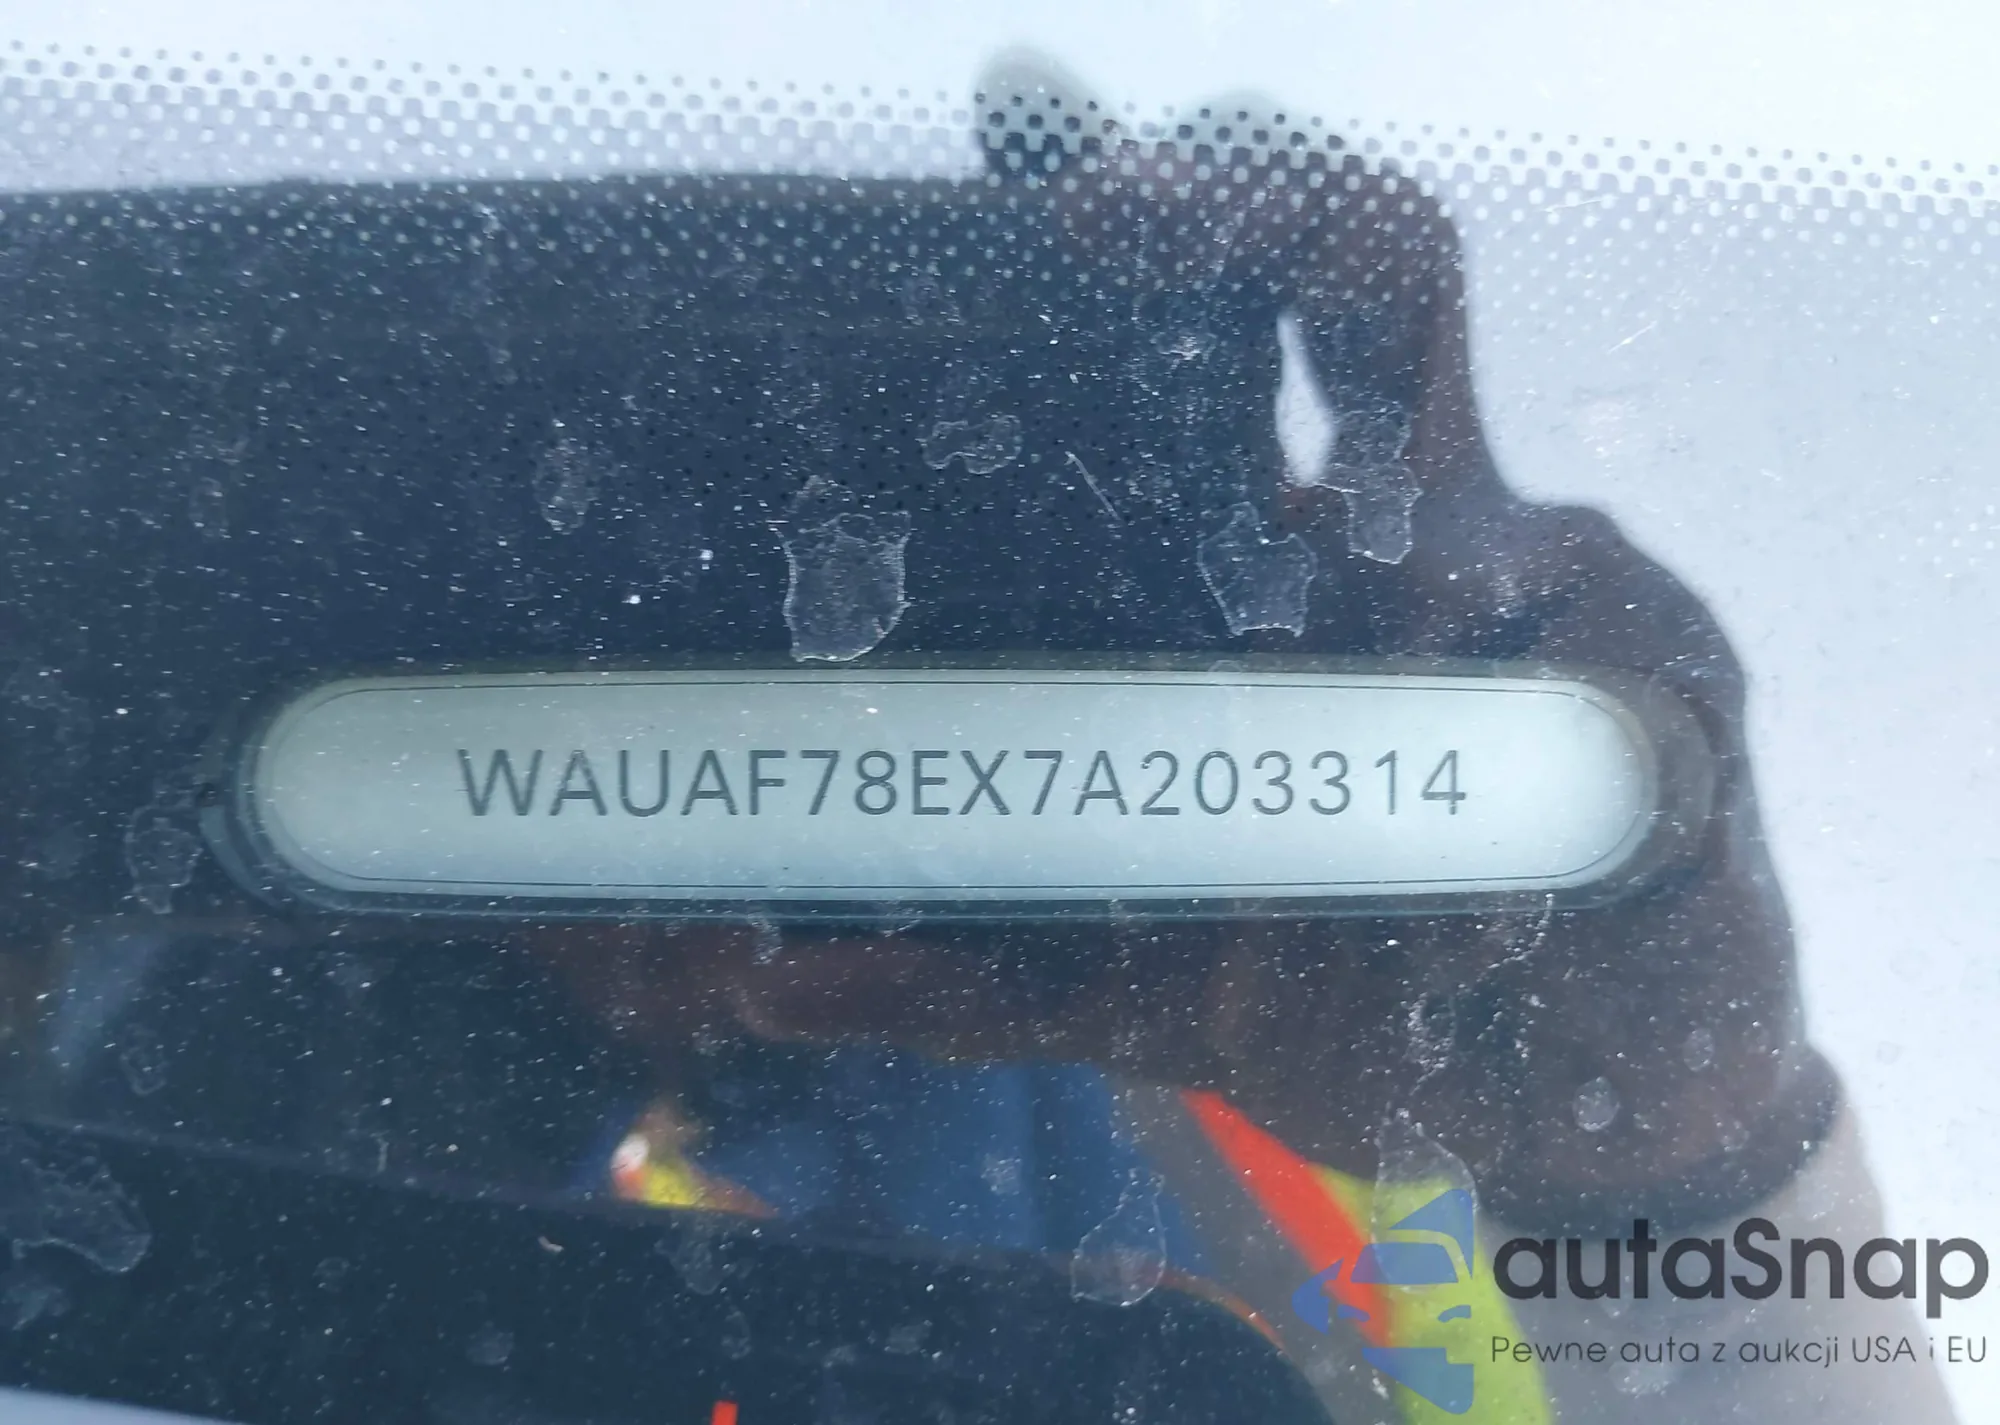 WAUAF78EX7A203314
autaSnap
Pewne auta z aukcji USA i EU